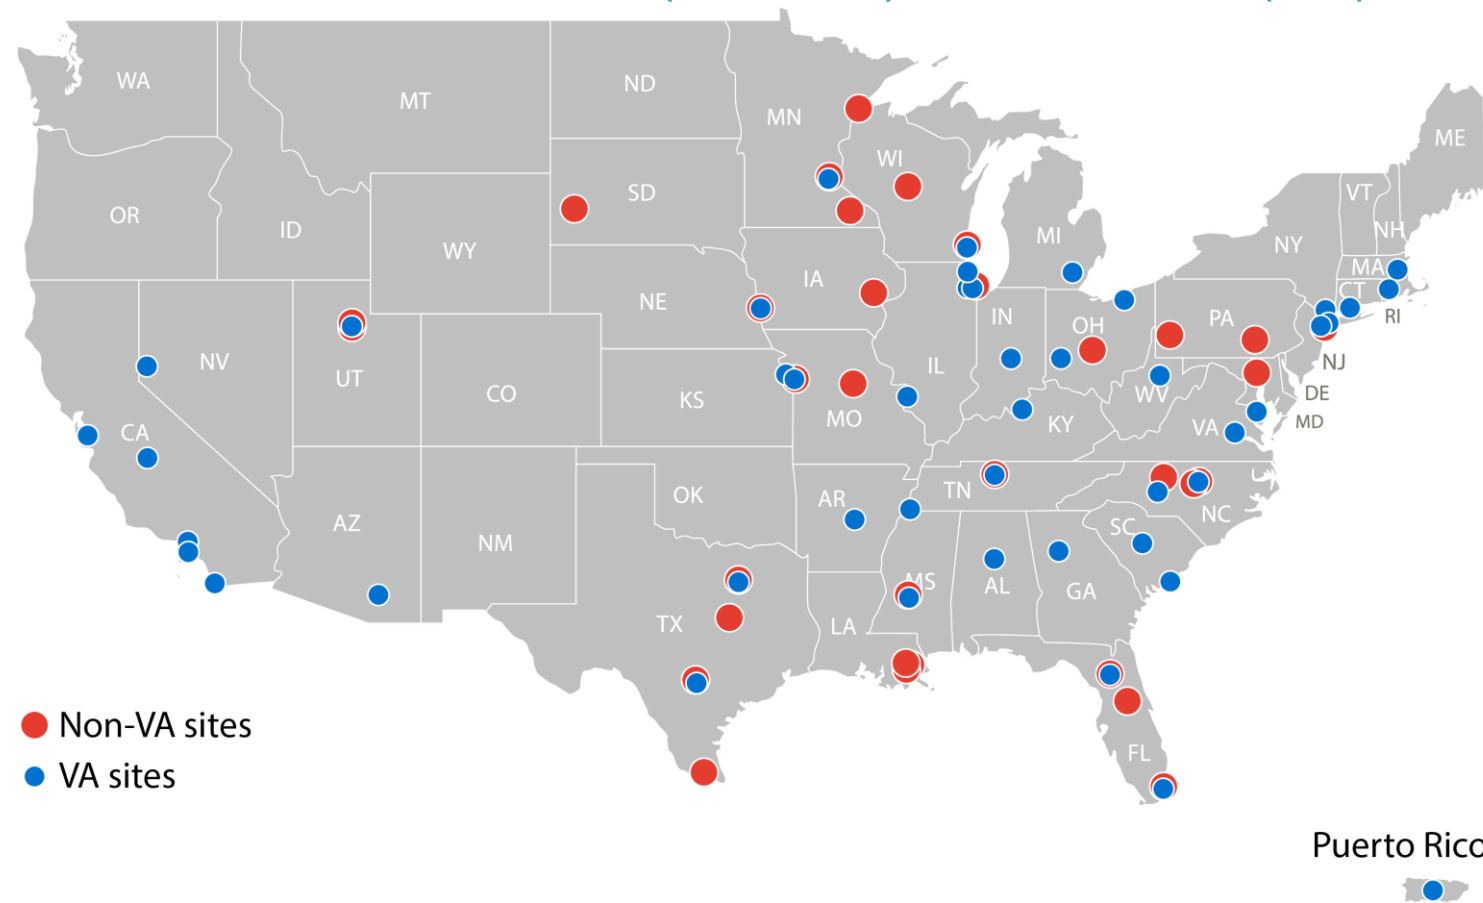 WA
MT
ND
MN
ME
OR
ID
SD
WI
WY
MI
NY
VT
NH
MA
CT
RI
NE
IA
IN
OH
PA
NJ
NV
UT
CO
KS
MO
IL
WV
DE
MD
CA
KY
VA
AZ
NM
OK
AR
TN
NC
SC
TX
LA
MS
AL
GA
FL
Non-VA sites
VA sites
Puerto Rico